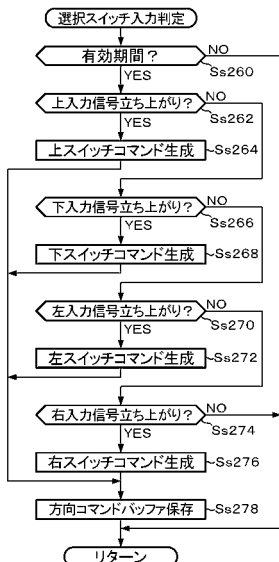 選択スイッチ入力判定
有効期間？
NO
Ss260
YES
上入力信号立ち上がり？
NO
Ss262
YES
上スイッチコマンド生成
Ss264
下入力信号立ち上がり？
NO
Ss266
YES
下スイッチコマンド生成
Ss268
左入力信号立ち上がり？
NO
Ss270
YES
左スイッチコマンド生成
Ss272
右入力信号立ち上がり？
NO
Ss274
YES
右スイッチコマンド生成
Ss276
方向コマンドバッファ保存
Ss278
リターン